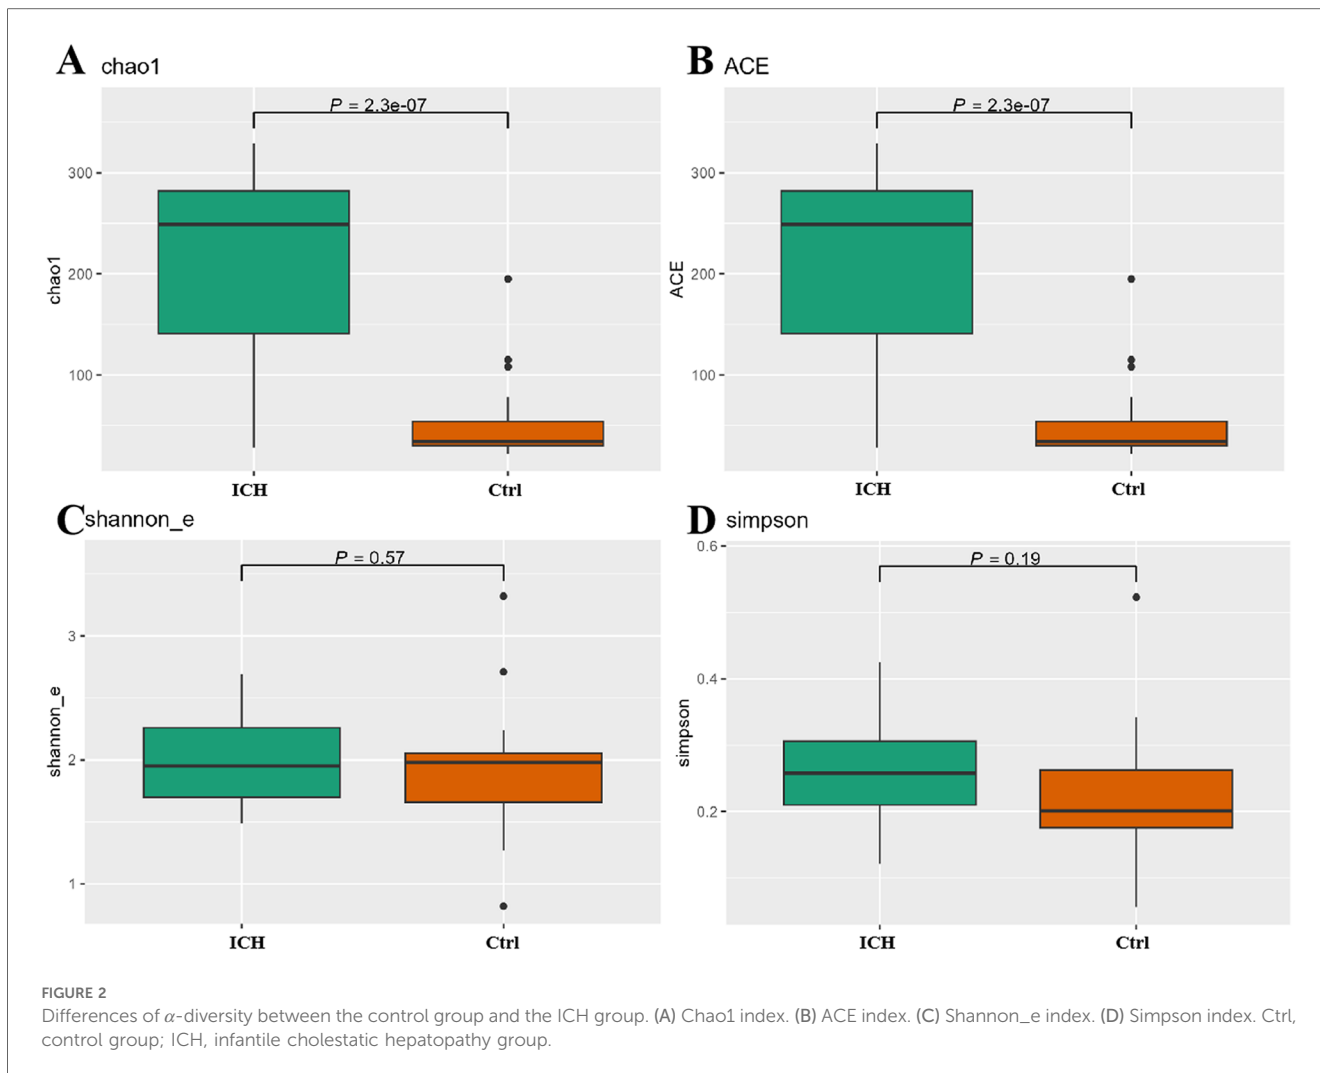 A chao1
P = 2.3e-07
300
200
100
chao1
ICH Ctrl
B ACE
P = 2.3e-07
300
200
100
ACE
ICH Ctrl
C shannon_e
P = 0.57
3
2
1
shannon_e
ICH Ctrl
D simpson
P = 0.19
0.6
0.4
0.2
simpson
ICH Ctrl
FIGURE 2
Differences of α-diversity between the control group and the ICH group. (A) Chao1 index. (B) ACE index. (C) Shannon_e index. (D) Simpson index. Ctrl,
control group; ICH, infantile cholestatic hepatopathy group.